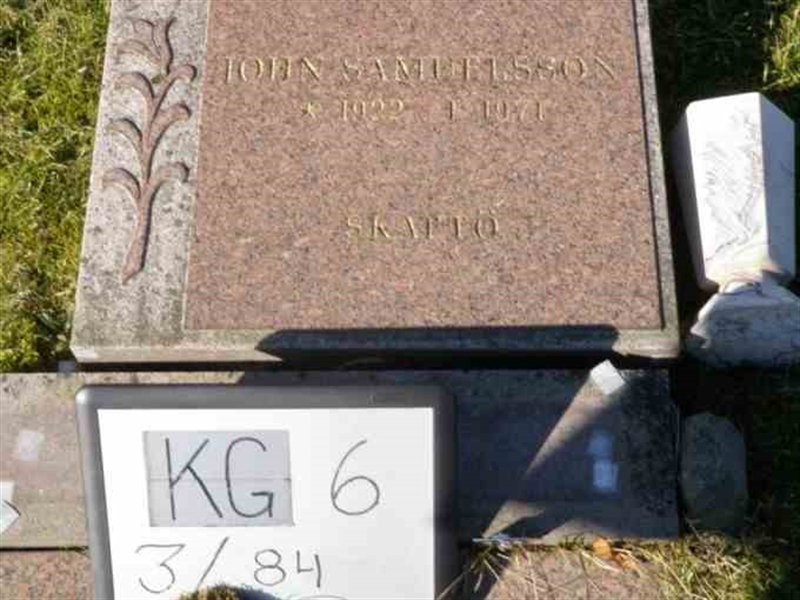 JOHN SAMUELSSON
* 1922 † 1971
SKAFTÖ
KG 6
3/84